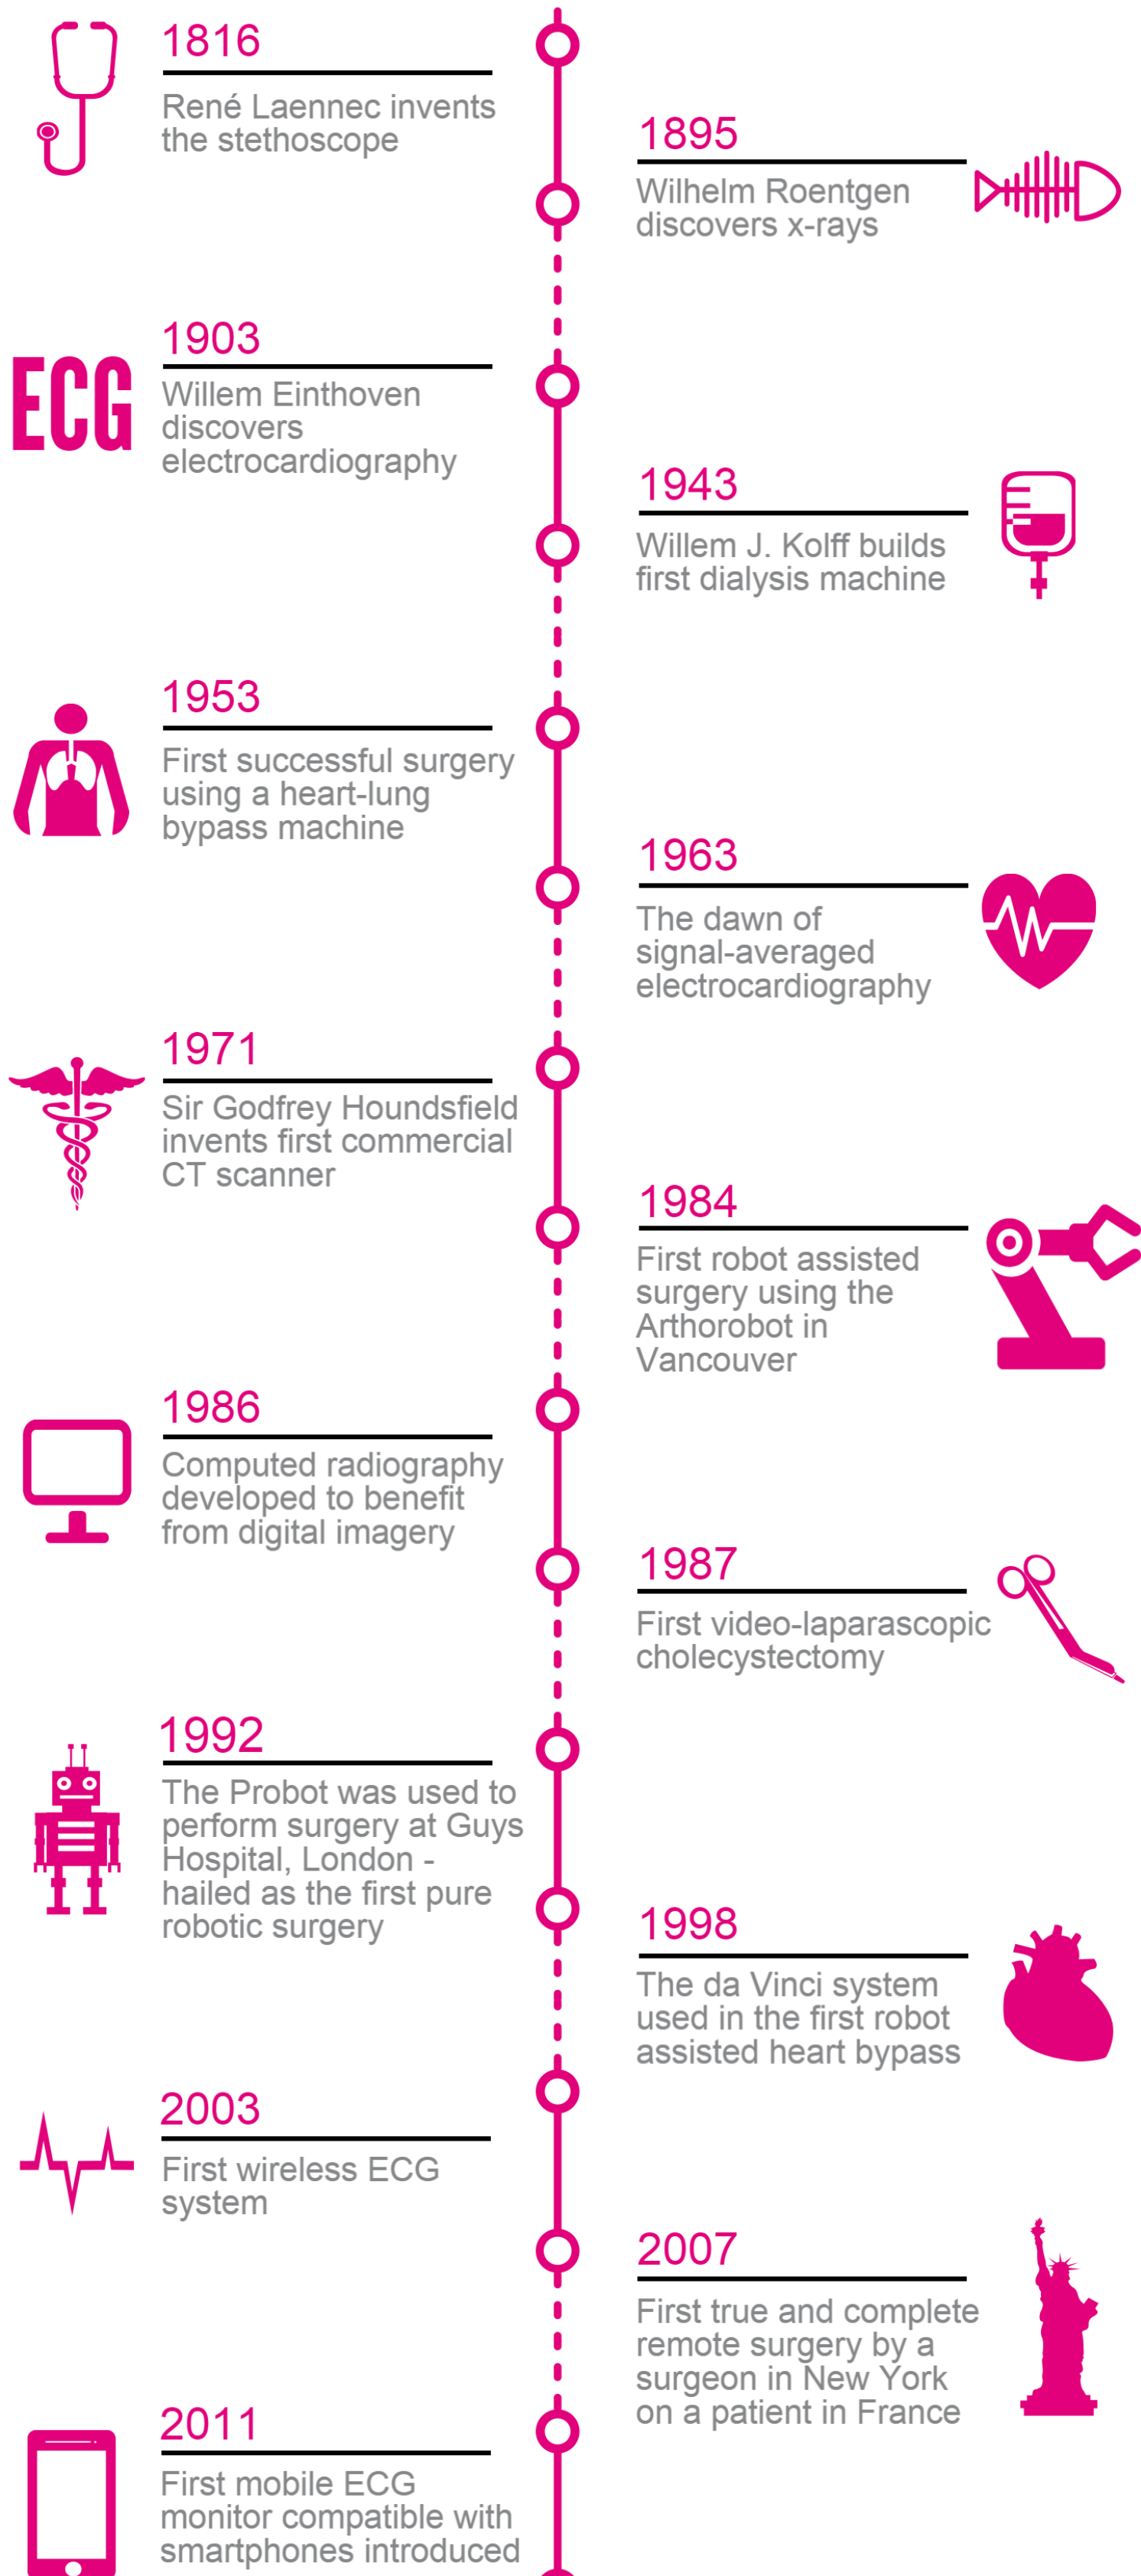 1816
René Laennec invents
the stethoscope
1895
Wilhelm Roentgen
discovers x-rays
ECG
1903
Willem Einthoven
discovers
electrocardiography
1943
Willem J. Kolff builds
first dialysis machine
1953
First successful surgery
using a heart-lung
bypass machine
1963
The dawn of
signal-averaged
electrocardiography
1971
Sir Godfrey Houndsfield
invents first commercial
CT scanner
1984
First robot assisted
surgery using the
Arthorobot in
Vancouver
1986
Computed radiography
developed to benefit
from digital imagery
1987
First video-laparascopic
cholecystectomy
1992
The Probot was used to
perform surgery at Guys
Hospital, London -
hailed as the first pure
robotic surgery
1998
The da Vinci system
used in the first robot
assisted heart bypass
2003
First wireless ECG
system
2007
First true and complete
remote surgery by a
surgeon in New York
on a patient in France
2011
First mobile ECG
monitor compatible with
smartphones introduced